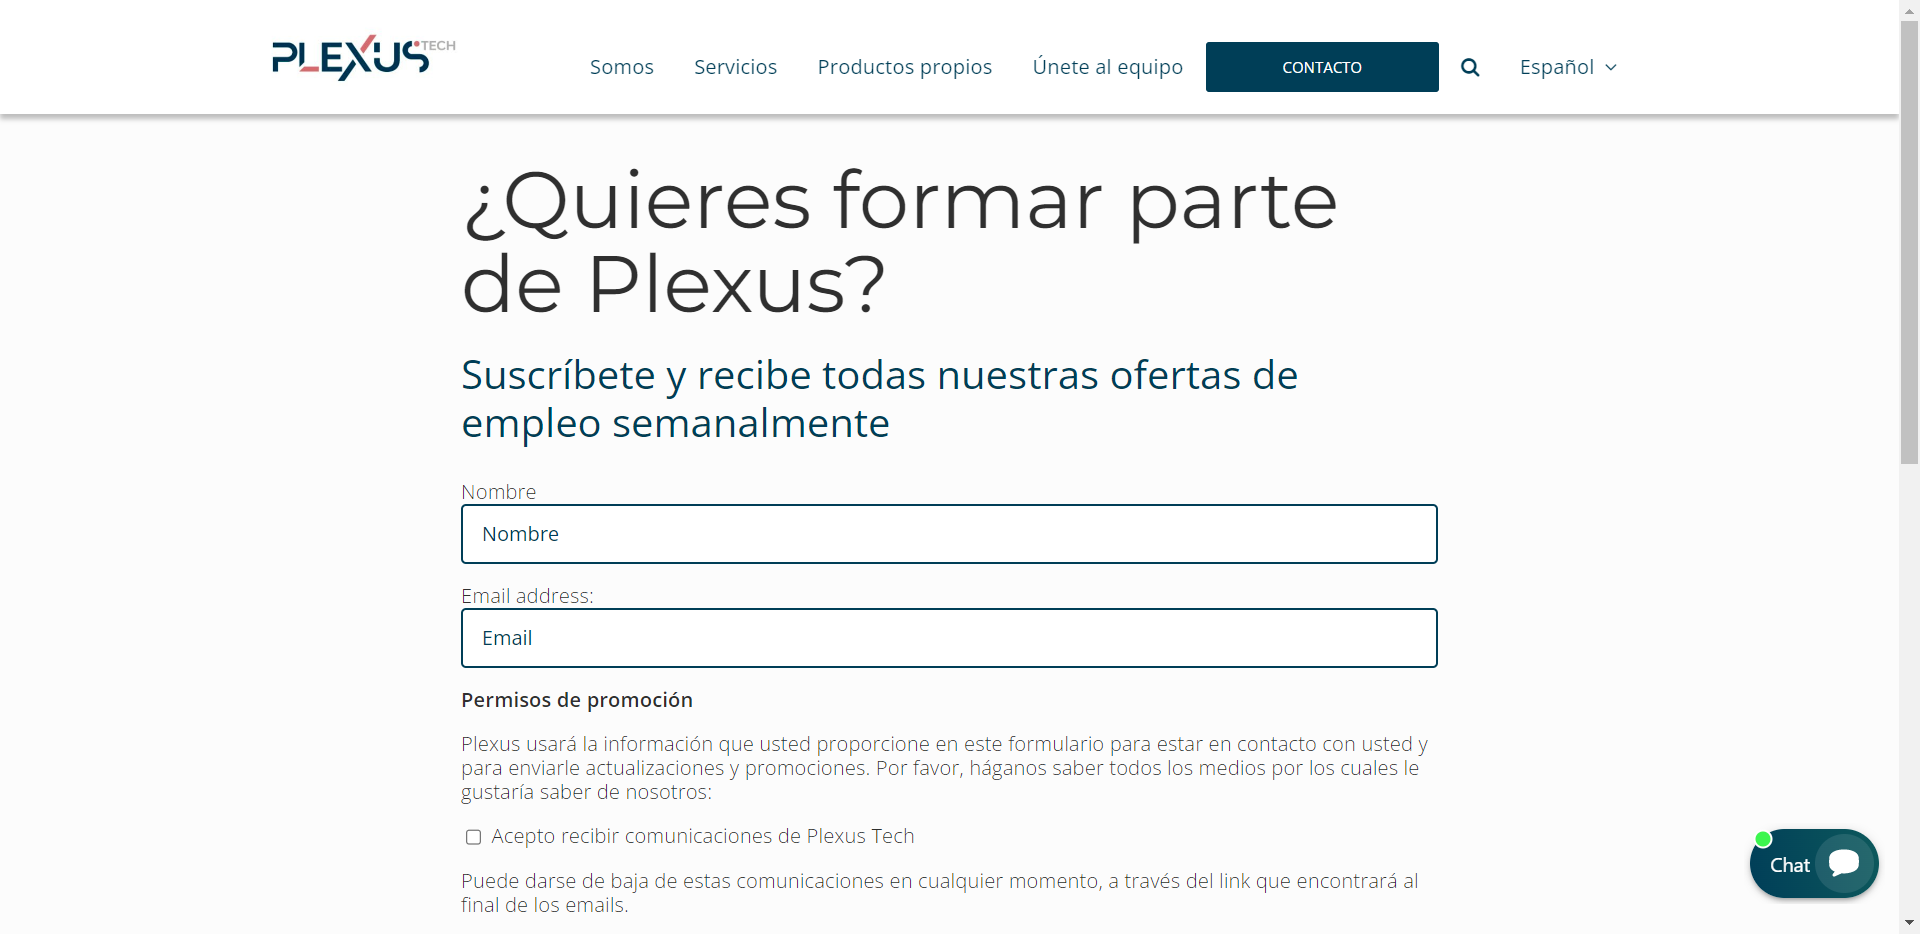 PLEXUS TECH
Somos
Servicios
Productos propios
Únete al equipo
CONTACTO
Español
¿Quieres formar parte
de Plexus?
Suscríbete y recibe todas nuestras ofertas de
empleo semanalmente
Nombre
Nombre
Email address:
Email
Permisos de promoción
Plexus usará la información que usted proporcione en este formulario para estar en contacto con usted y
para enviarle actualizaciones y promociones. Por favor, háganos saber todos los medios por los cuales le
gustaría saber de nosotros:
Acepto recibir comunicaciones de Plexus Tech
Puede darse de baja de estas comunicaciones en cualquier momento, a través del link que encontrará al
final de los emails.
Chat